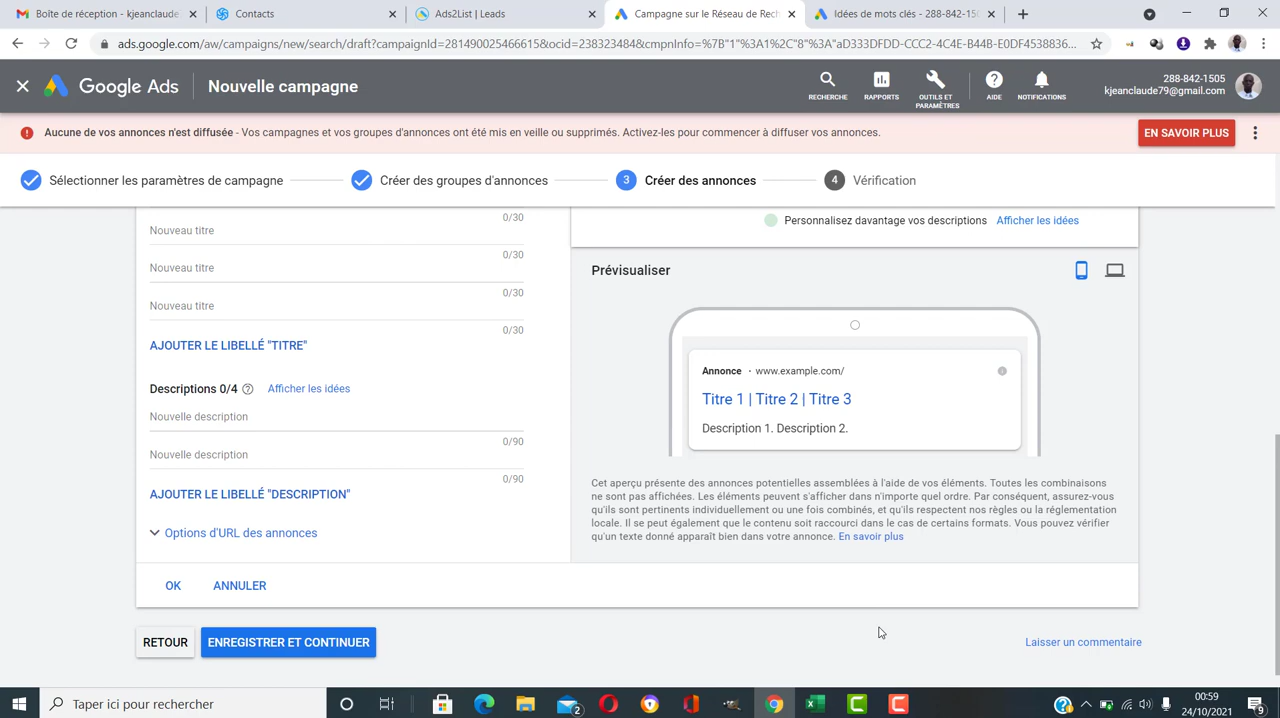 Boîte de réception - kjeanclaude
Contacts
Ads2List | Leads
Campagne sur le Réseau de Rech
Idées de mots clés - 288-842-150
ads.google.com/aw/campaigns/new/search/draft?campaignId=281490125466615&ocid=238323484&cmpnInfo=%7B"1"%3A1%2C"8"%3A"aD333DFDD-CCC2-4C4E-B44B-E0DF4538836...
Google Ads
Nouvelle campagne
RECHERCHE
RAPPORTS
OUTILS ET
PARAMÈTRES
AIDE
NOTIFICATIONS
288-842-1505
kjeanclaude79@gmail.com
Aucune de vos annonces n'est diffusée - Vos campagnes et vos groupes d'annonces ont été mis en veille ou supprimés. Activez-les pour commencer à diffuser vos annonces.
EN SAVOIR PLUS
Sélectionner les paramètres de campagne
Créer des groupes d'annonces
3 Créer des annonces
4 Vérification
0/30
Nouveau titre
0/30
Nouveau titre
0/30
Nouveau titre
0/30
AJOUTER LE LIBELLÉ "TITRE"
Descriptions 0/4 ? Afficher les idées
Nouvelle description
0/90
Nouvelle description
0/90
AJOUTER LE LIBELLÉ "DESCRIPTION"
Options d'URL des annonces
OK
ANNULER
Personnalisez davantage vos descriptions Afficher les idées
Prévisualiser
Annonce · www.example.com/
Titre 1 | Titre 2 | Titre 3
Description 1. Description 2.
Cet aperçu présente des annonces potentielles assemblées à l'aide de vos éléments. Toutes les combinaisons
ne sont pas affichées. Les éléments peuvent s'afficher dans n'importe quel ordre. Par conséquent, assurez-vous
qu'ils sont pertinents individuellement ou une fois combinés, et qu'ils respectent nos règles ou la réglementation
locale. Il se peut également que le contenu soit raccourci dans le cas de certains formats. Vous pouvez vérifier
qu'un texte donné apparaît bien dans votre annonce. En savoir plus
RETOUR
ENREGISTRER ET CONTINUER
Laisser un commentaire
Taper ici pour rechercher
2
00:59
24/10/2021
9